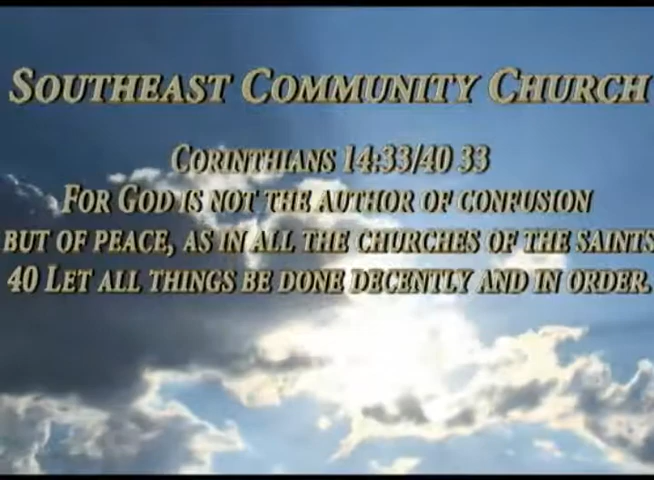 Southeast Community Church
Corinthians 14:33/40 33
For God is not the author of confusion
but of peace, as in all the churches of the saints
40 Let all things be done decently and in order.